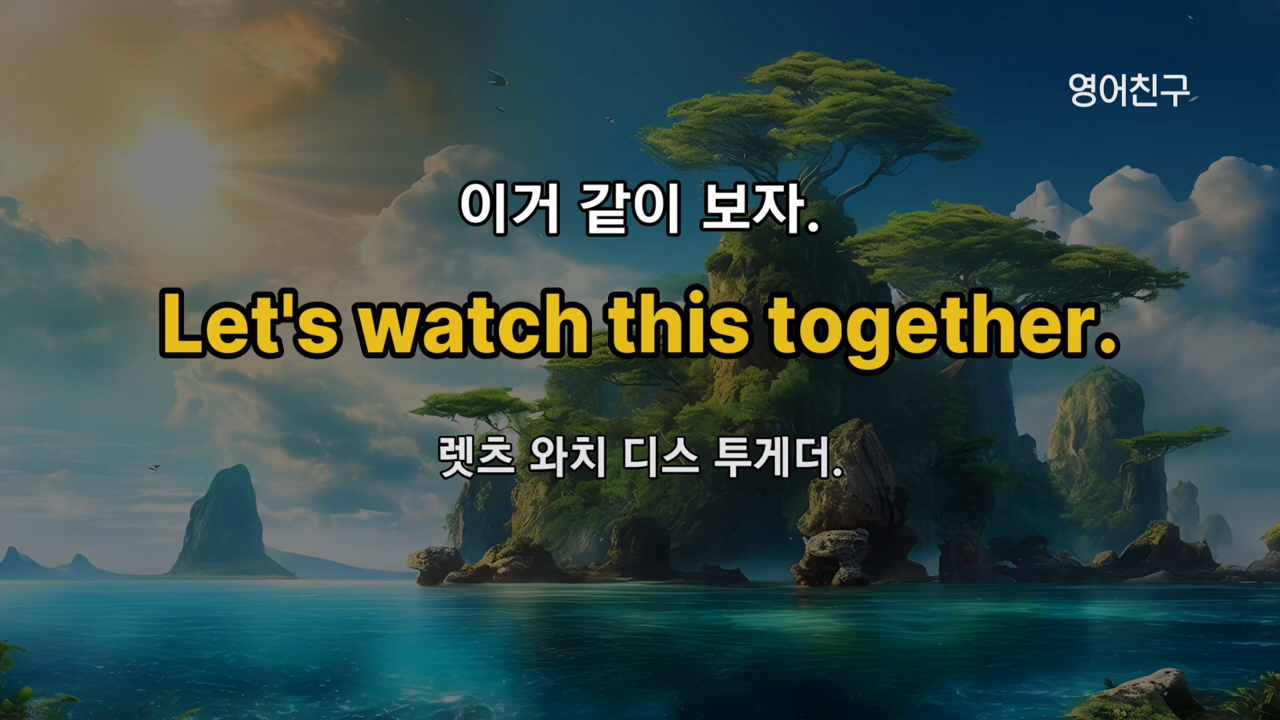 영어친구
이거 같이 보자.
Let's watch this together.
렛츠 와치 디스 투게더.